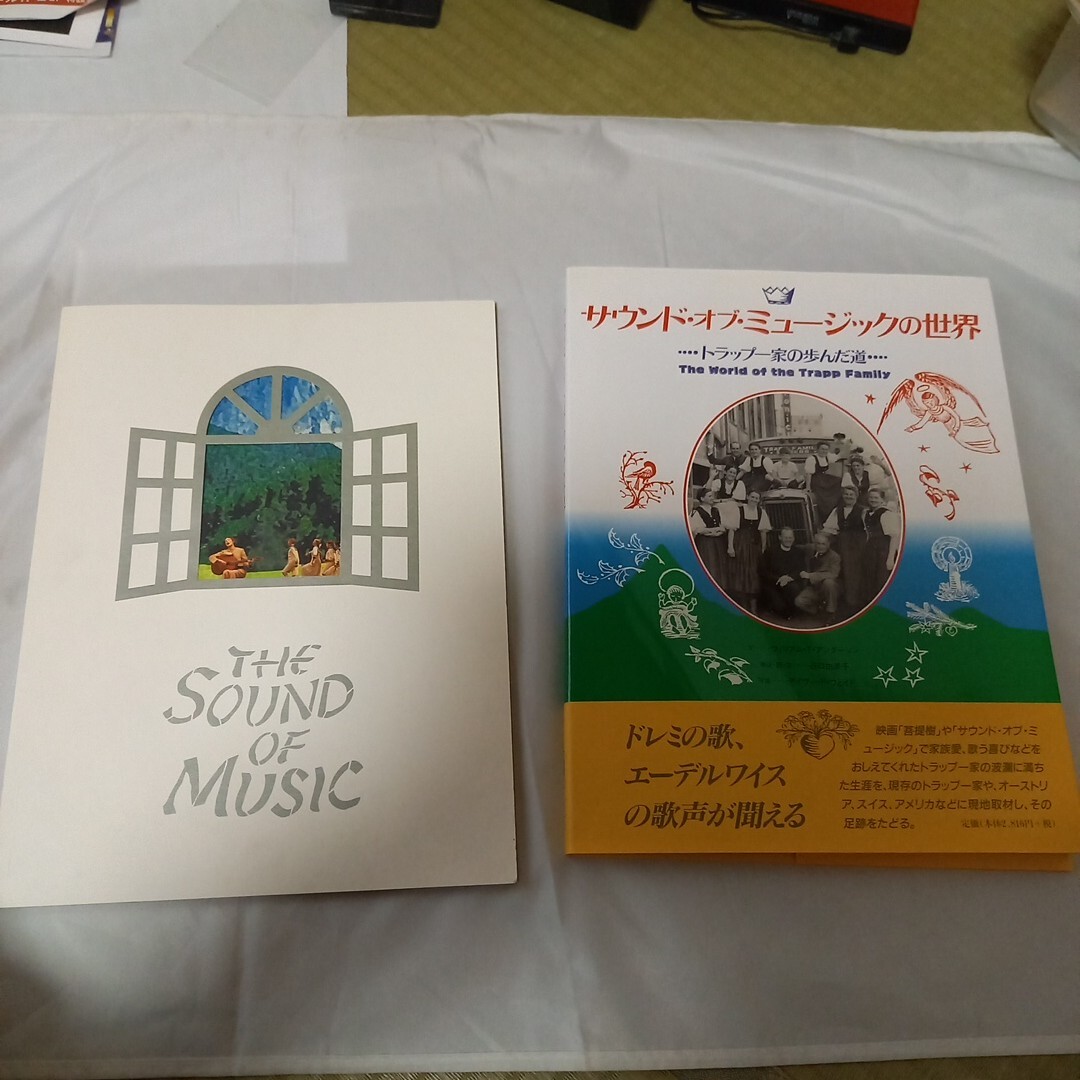 THE
SOUND
OF
MUSIC
サウンド・オブ・ミュージックの世界
····トラップ一家の歩んだ道····
The World of the Trapp Family
ドレミの歌、
エーデルワイス
の歌声が聞える
映画「菩提樹」や「サウンド・オブ・ミ
ュージック」で家族愛、歌う喜びなどを
おしえてくれたトラップ一家の波瀾に満ち
た生涯を、現存のトラップ一家や、オーストリ
ア、スイス、アメリカなどに現地取材し、その
足跡をたどる。